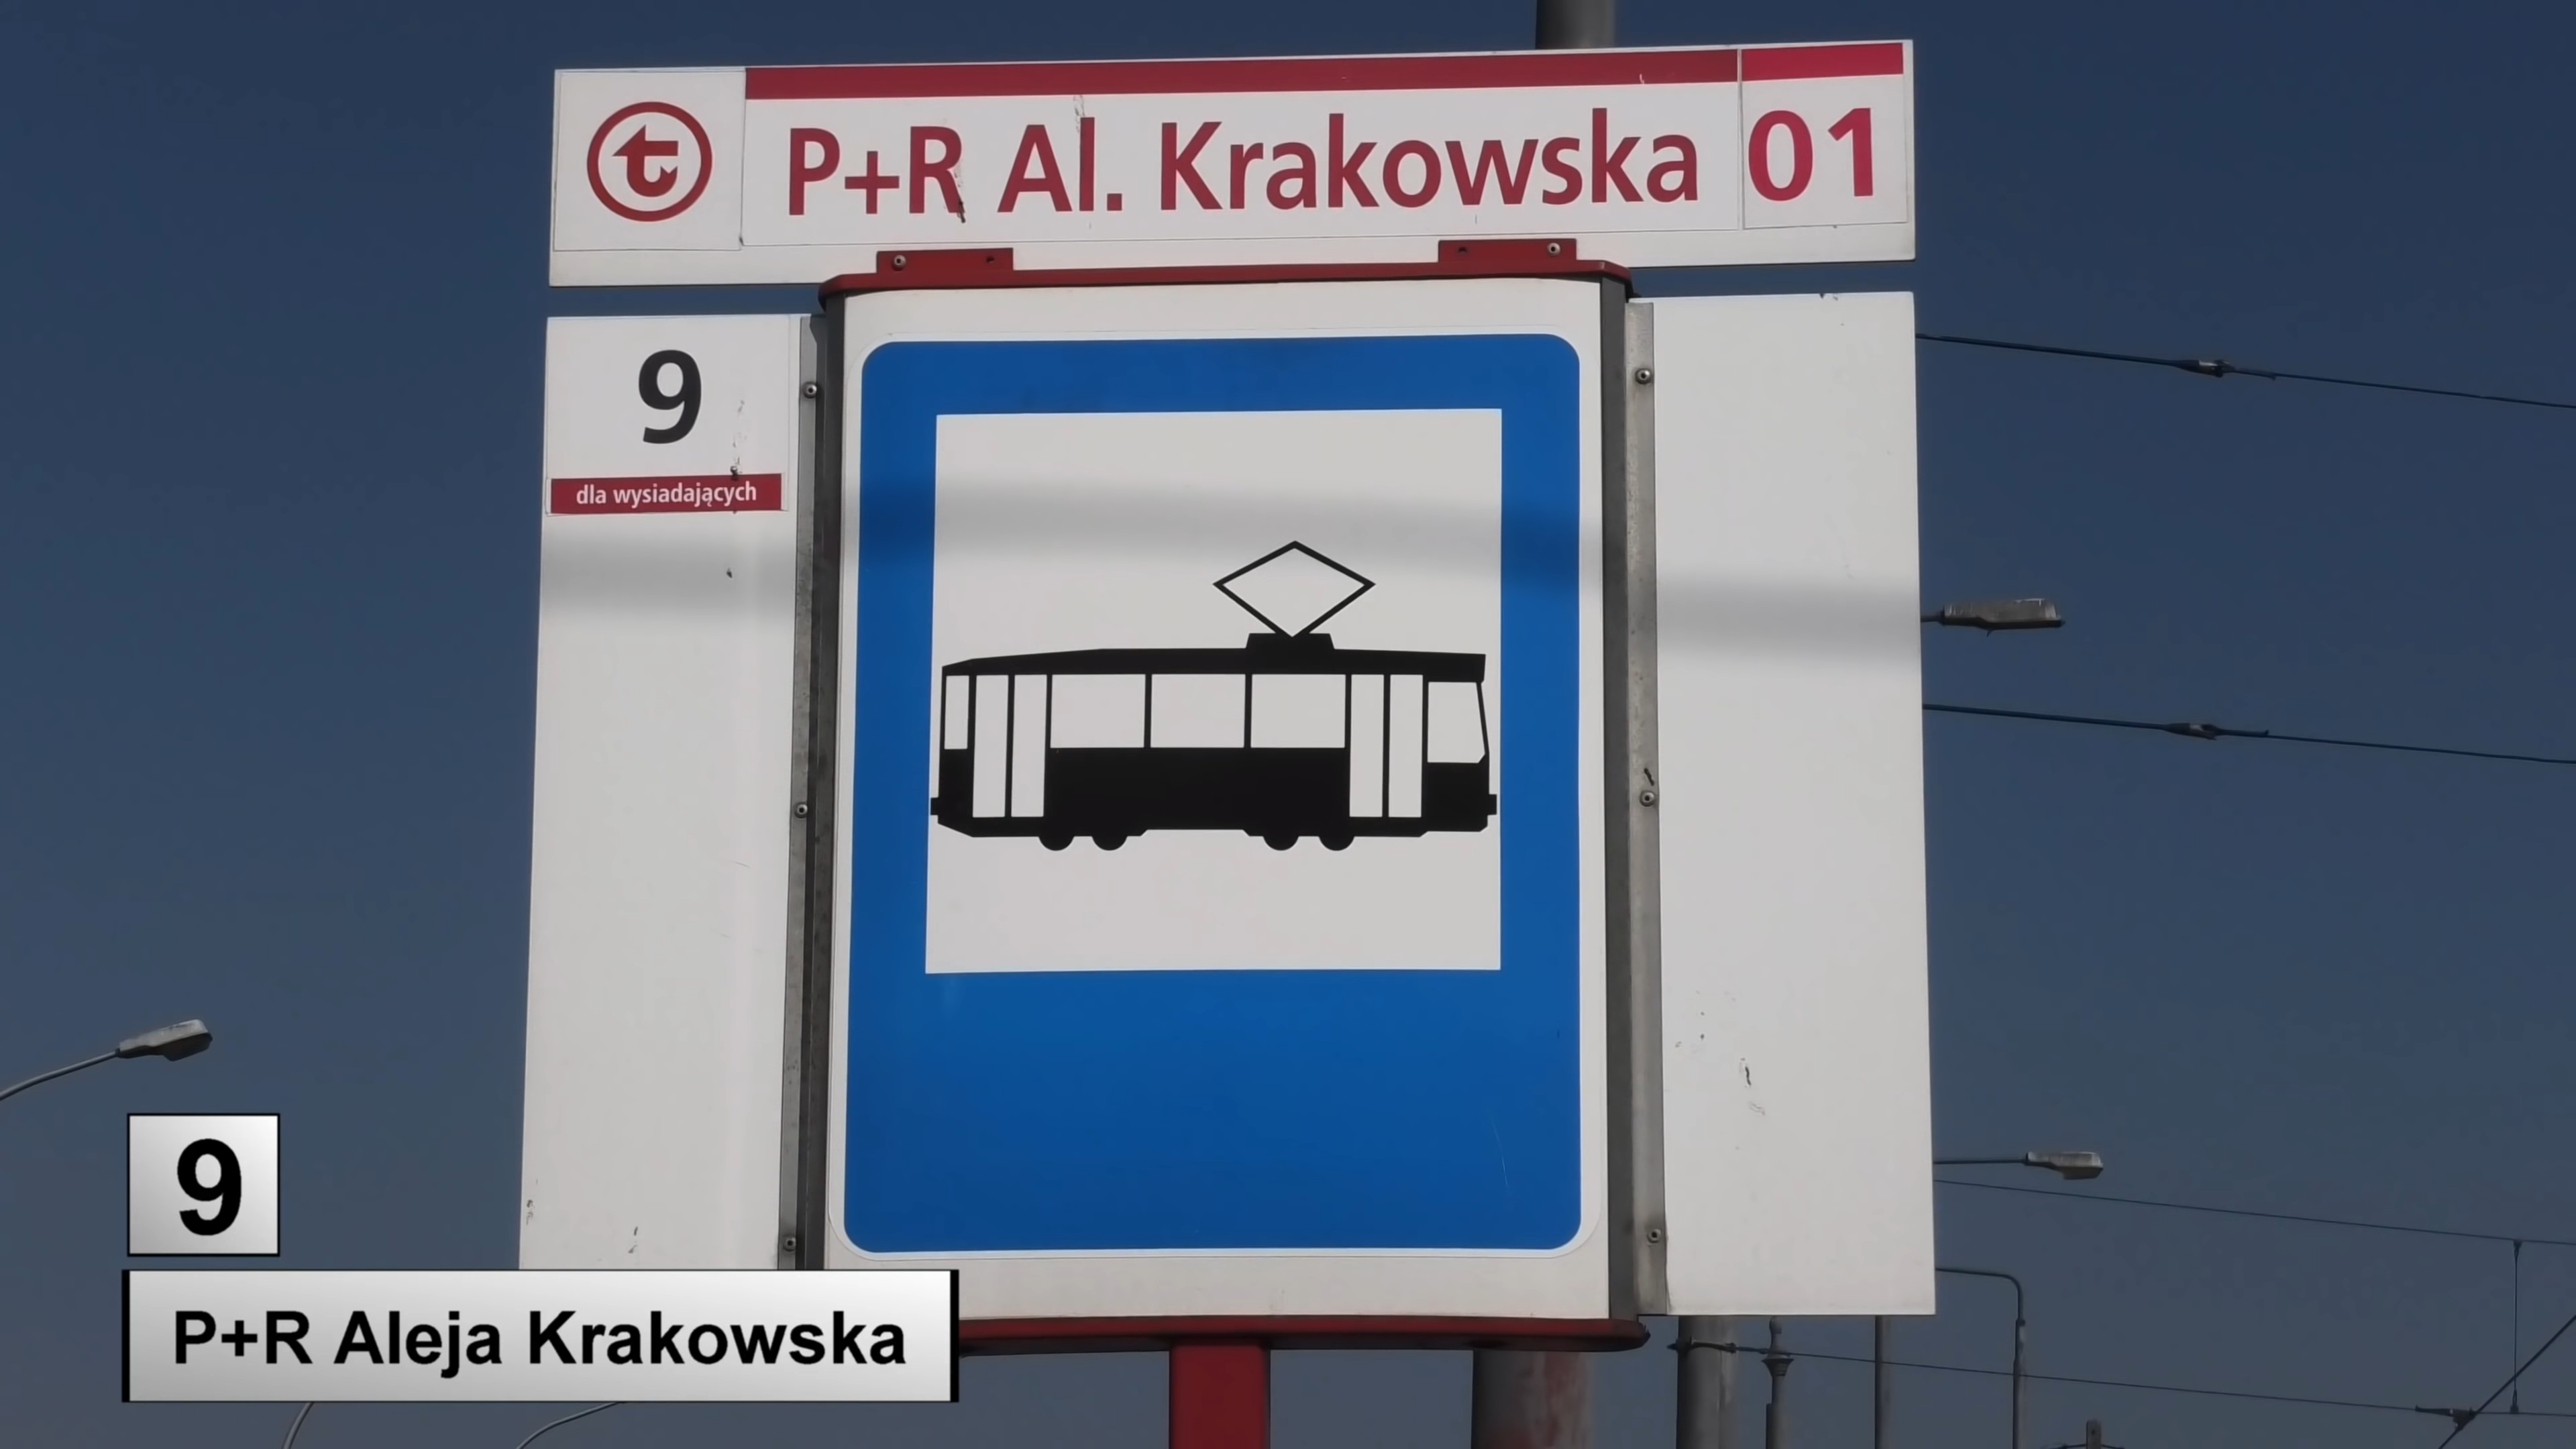 t P+R Al. Krakowska 01
9
dla wysiadających
9
P+R Aleja Krakowska